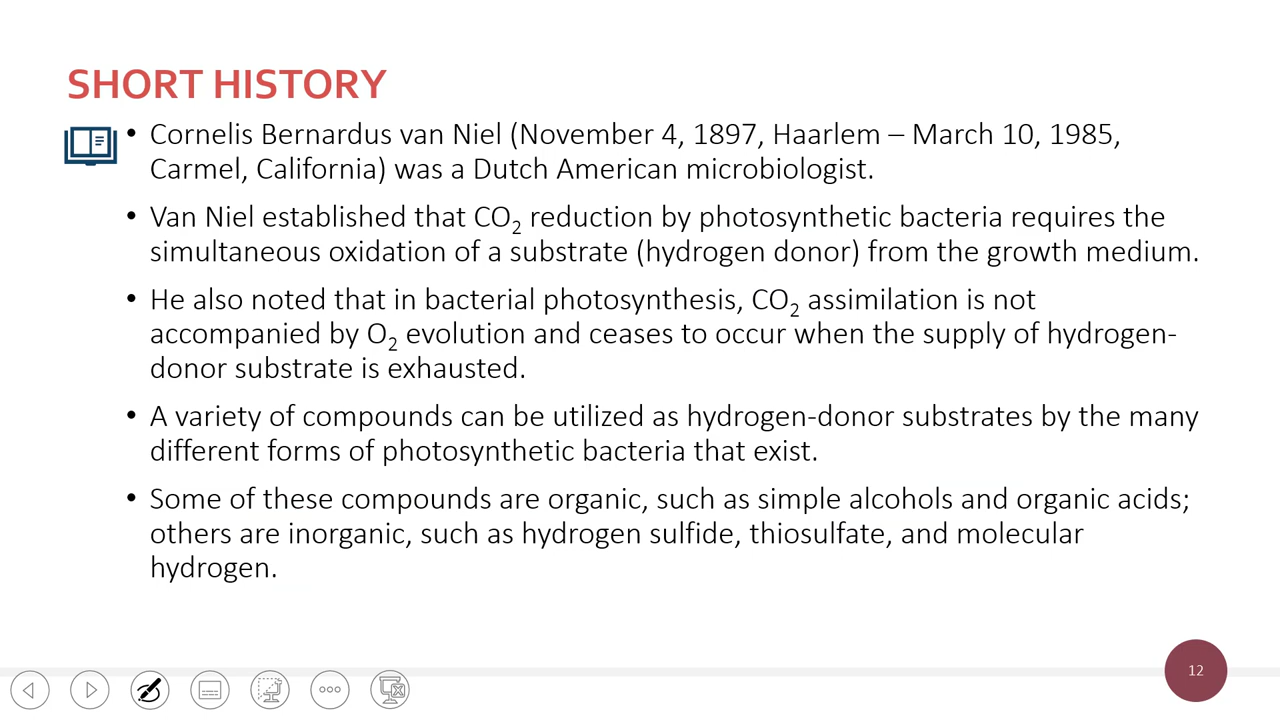 SHORT HISTORY
• Cornelis Bernardus van Niel (November 4, 1897, Haarlem – March 10, 1985,
Carmel, California) was a Dutch American microbiologist.
• Van Niel established that CO₂ reduction by photosynthetic bacteria requires the
simultaneous oxidation of a substrate (hydrogen donor) from the growth medium.
• He also noted that in bacterial photosynthesis, CO₂ assimilation is not
accompanied by O₂ evolution and ceases to occur when the supply of hydrogen-
donor substrate is exhausted.
• A variety of compounds can be utilized as hydrogen-donor substrates by the many
different forms of photosynthetic bacteria that exist.
• Some of these compounds are organic, such as simple alcohols and organic acids;
others are inorganic, such as hydrogen sulfide, thiosulfate, and molecular
hydrogen.
12